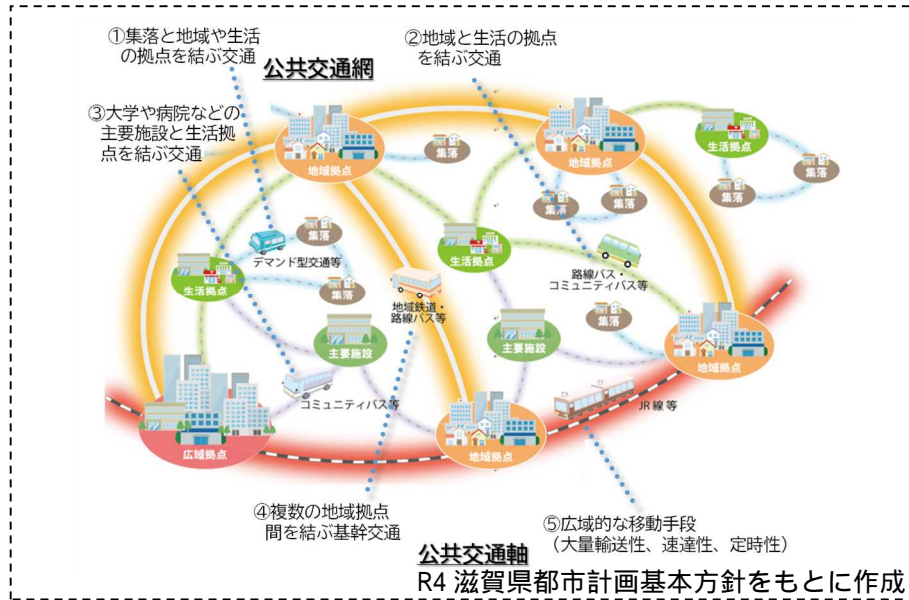 ①集落と地域や生活
の拠点を結ぶ交通
②地域と生活の拠点
を結ぶ交通
公共交通網
③大学や病院などの
主要施設と生活拠
点を結ぶ交通
地域拠点
集落
地域拠点
生活拠点
集落
集落
集落
集落
集落
デマンド型交通等
生活拠点
集落
生活拠点
路線バス・
コミュニティバス等
地域鉄道・
路線バス等
集落
主要施設
主要施設
地域拠点
コミュニティバス等
JR線等
広域拠点
地域拠点
④複数の地域拠点
間を結ぶ基幹交通
⑤広域的な移動手段
（大量輸送性、速達性、定時性）
公共交通軸
R4 滋賀県都市計画基本方針をもとに作成